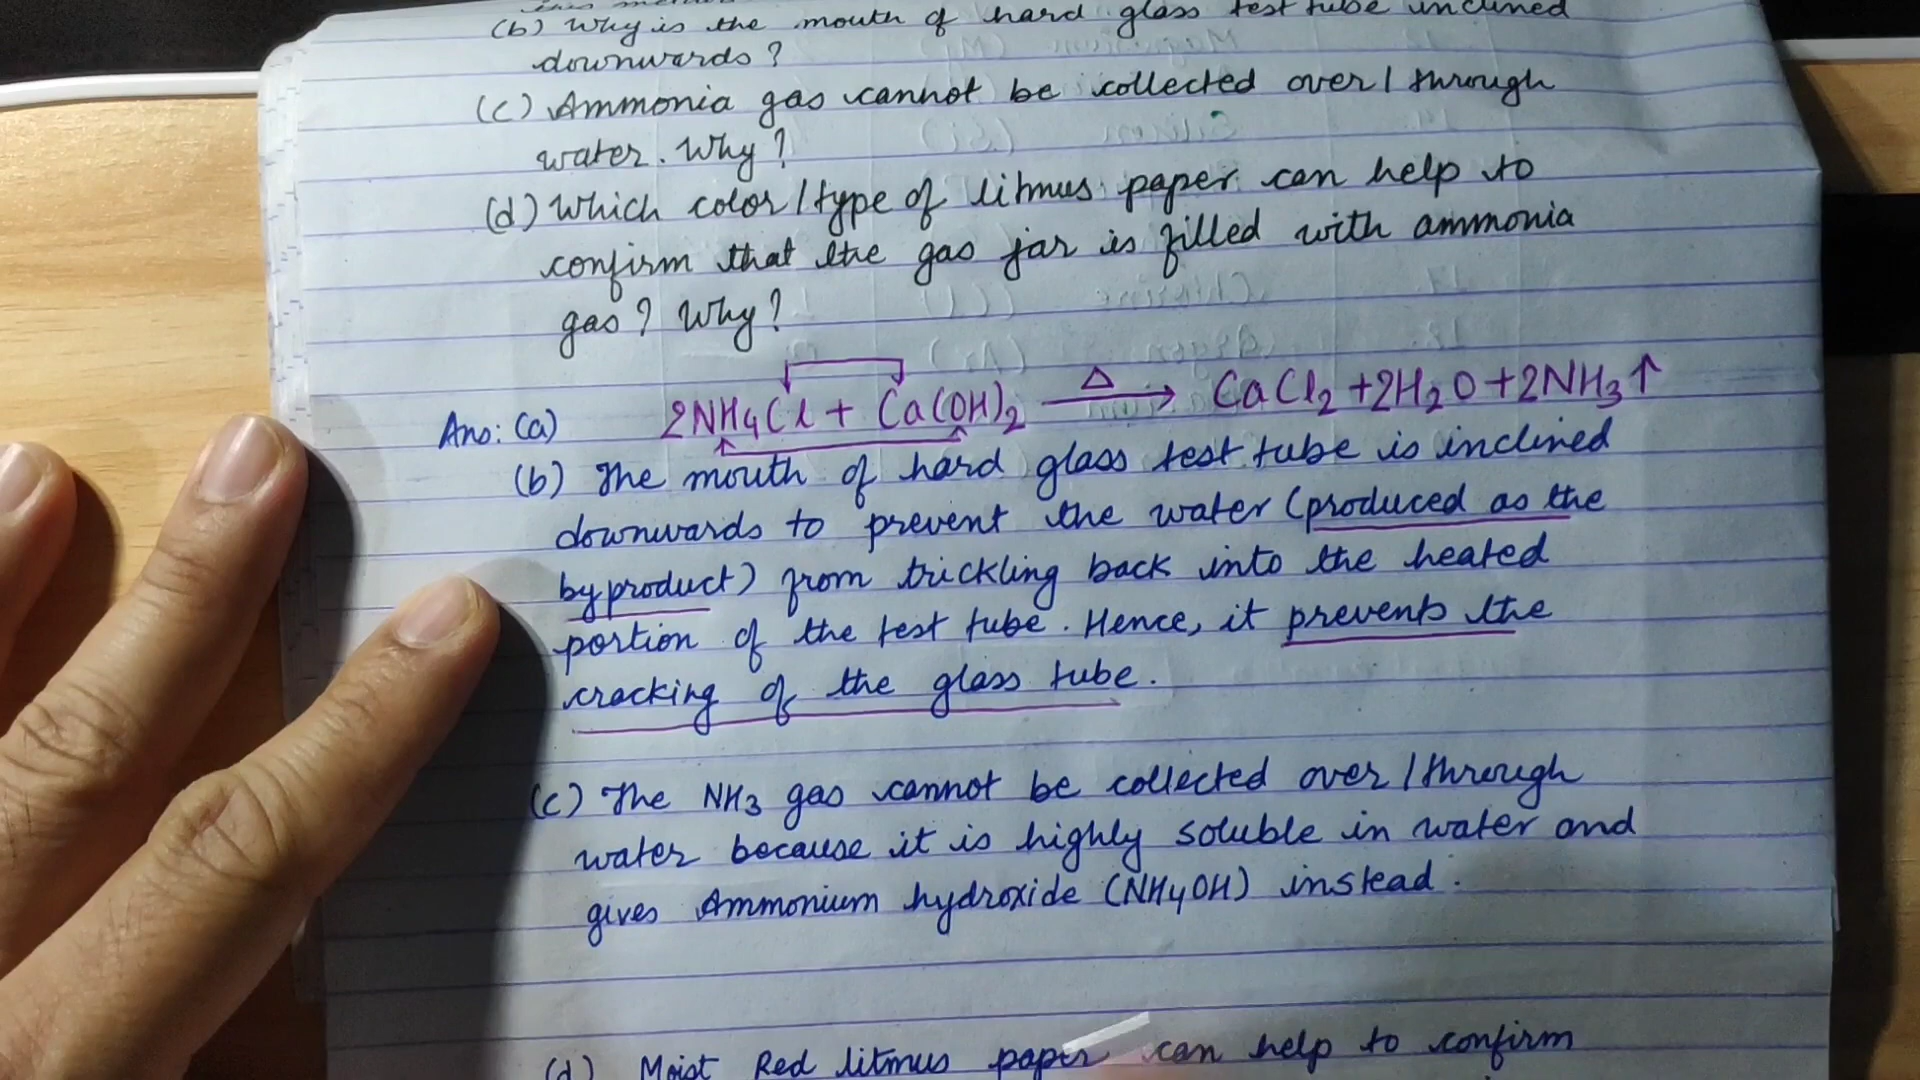 (b) Why is the mouth of hard glass test tube inclined
downwards?
(c) Ammonia gas cannot be collected over / through
water. Why?
(d) Which color / type of litmus paper can help to
confirm that the gas jar is filled with ammonia
gas? Why?
Ans: (a) 2NH4Cl + Ca(OH)2 —Δ→ CaCl2 + 2H2O + 2NH3↑
(b) The mouth of hard glass test tube is inclined
downwards to prevent the water (produced as the
byproduct) from trickling back into the heated
portion of the test tube. Hence, it prevents the
cracking of the glass tube.
(c) The NH3 gas cannot be collected over / through
water because it is highly soluble in water and
gives Ammonium hydroxide (NH4OH) instead.
(d) Moist Red litmus paper can help to confirm